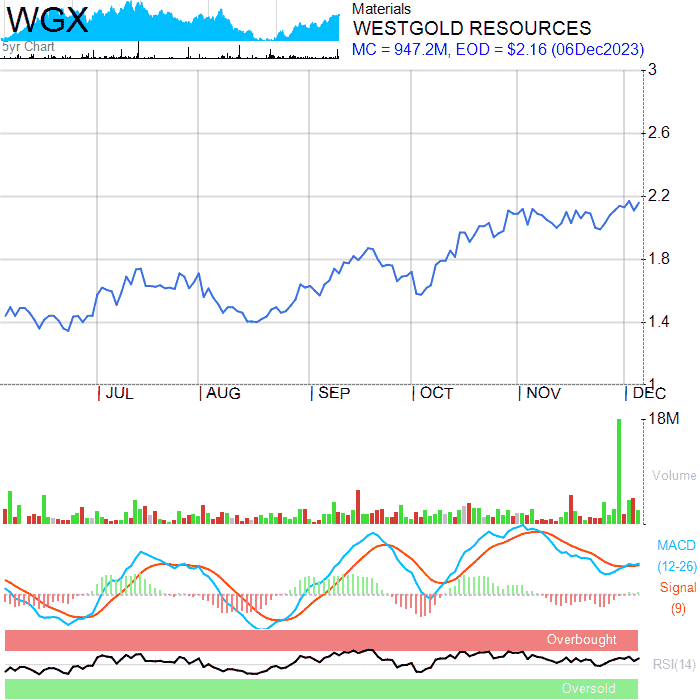 WGX
5yr Chart
Materials
WESTGOLD RESOURCES
MC = 947.2M, EOD = $2.16 (06Dec2023)
3
2.6
2.2
1.8
1.4
1
JUL AUG SEP OCT NOV DEC
18M
Volume
MACD
(12-26)
Signal
(9)
Overbought
RSI(14)
Oversold